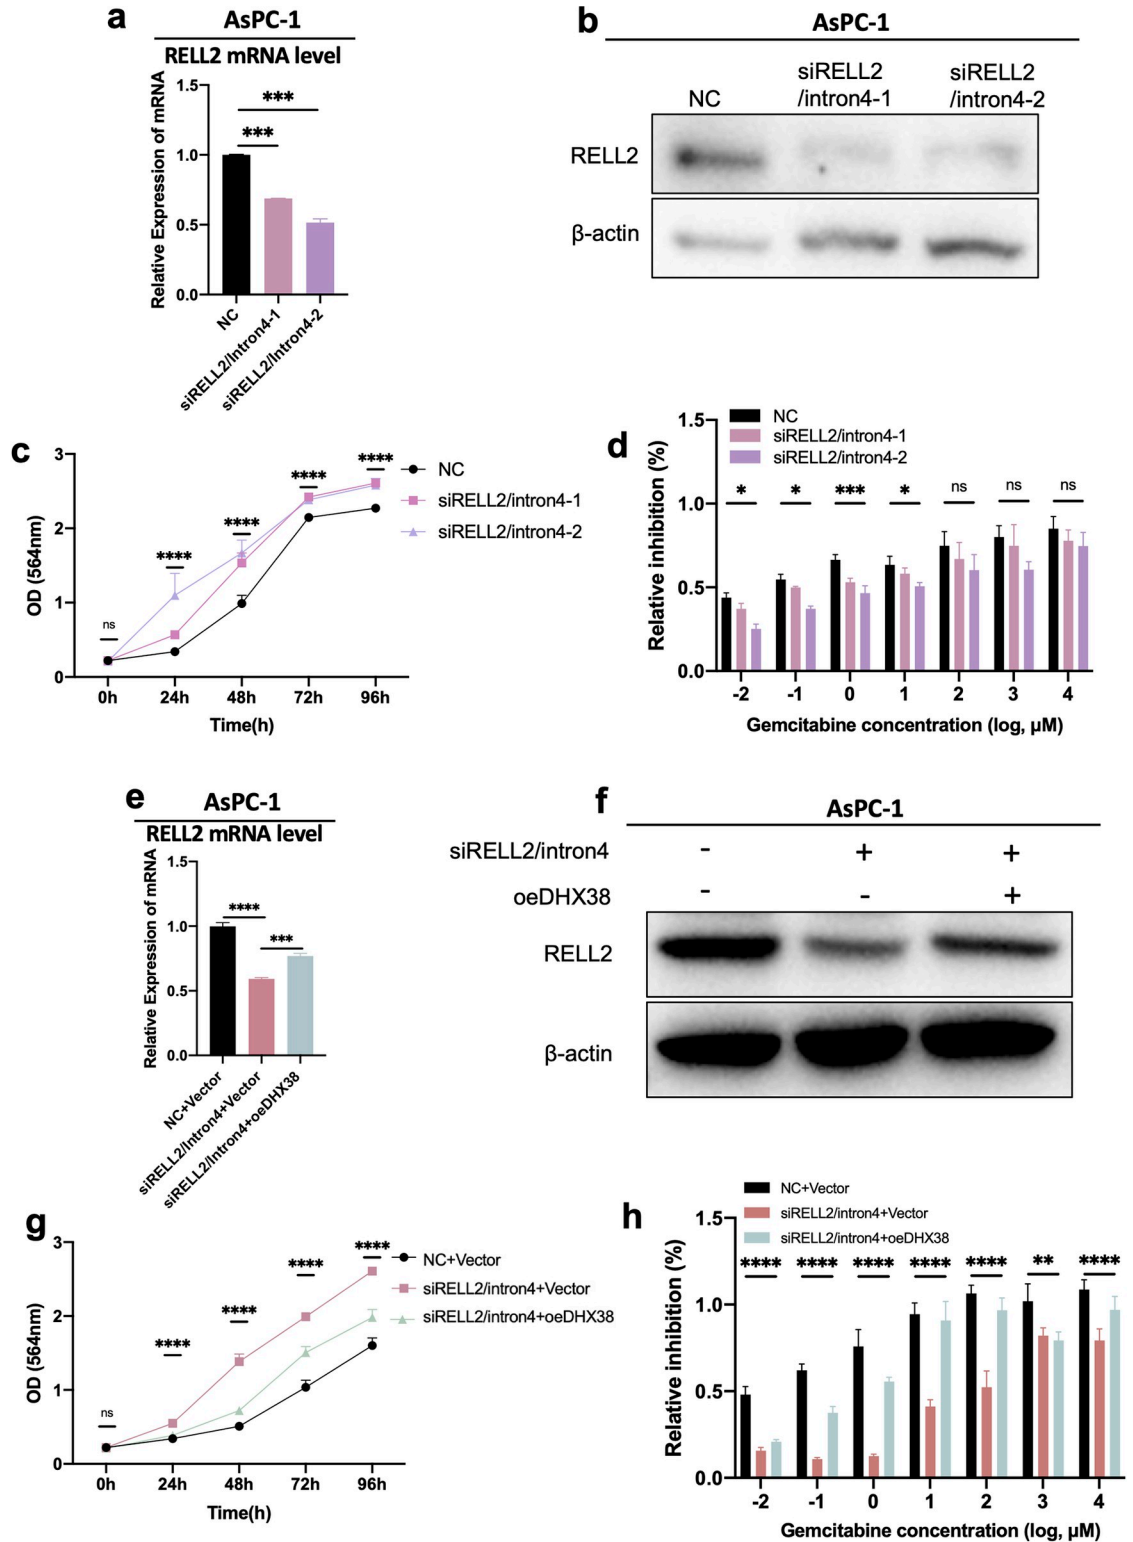 a
AsPC-1
RELL2 mRNA level
Relative Expression of mRNA
1.5
1.0
0.5
0.0
***
***
NC
siRELL2/Intron4-1
siRELL2/Intron4-2
b
AsPC-1
NC
siRELL2
/intron4-1
siRELL2
/intron4-2
RELL2
β-actin
c
OD (564nm)
3
2
1
0
ns
****
****
****
****
NC
siRELL2/intron4-1
siRELL2/intron4-2
0h 24h 48h 72h 96h
Time(h)
d
Relative inhibition (%)
1.5
1.0
0.5
0.0
NC
siRELL2/intron4-1
siRELL2/intron4-2
* * *** * ns ns ns
-2 -1 0 1 2 3 4
Gemcitabine concentration (log, μM)
e
AsPC-1
RELL2 mRNA level
Relative Expression of mRNA
1.5
1.0
0.5
0.0
****
***
NC+Vector
siRELL2/Intron4+Vector
siRELL2/Intron4+oeDHX38
f
AsPC-1
siRELL2/intron4 - + +
oeDHX38 - - +
RELL2
β-actin
g
OD (564nm)
3
2
1
0
ns
****
****
****
****
NC+Vector
siRELL2/intron4+Vector
siRELL2/intron4+oeDHX38
0h 24h 48h 72h 96h
Time(h)
h
Relative inhibition (%)
1.5
1.0
0.5
0.0
NC+Vector
siRELL2/intron4+Vector
siRELL2/intron4+oeDHX38
**** **** **** **** **** ** ****
-2 -1 0 1 2 3 4
Gemcitabine concentration (log, μM)